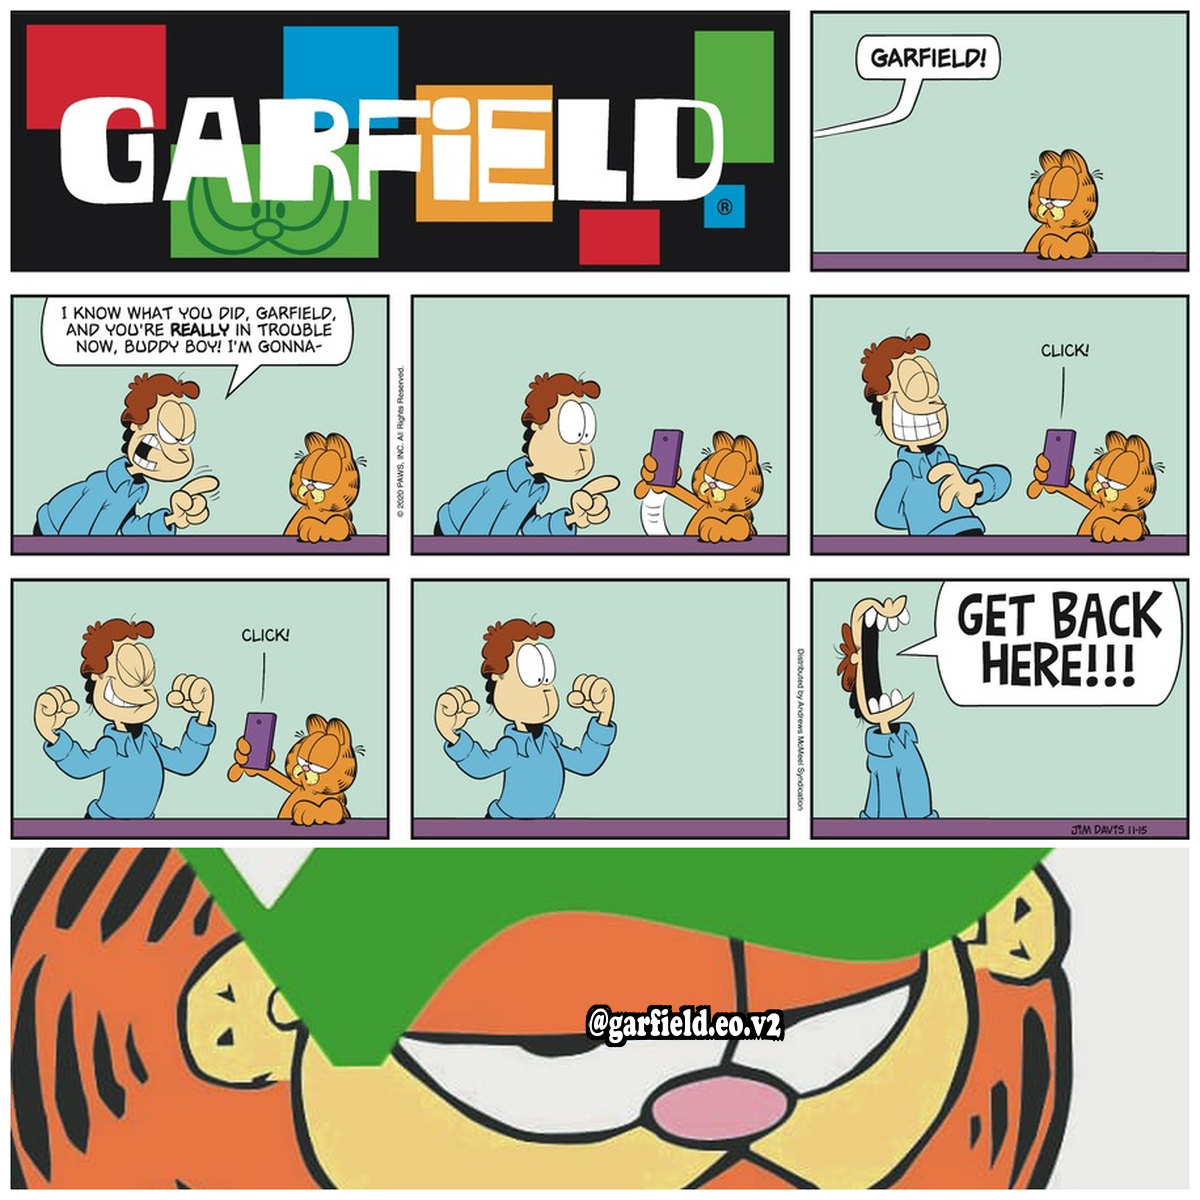 GARFIELD
®
GARFIELD!
I KNOW WHAT YOU DID, GARFIELD,
AND YOU'RE REALLY IN TROUBLE
NOW, BUDDY BOY! I'M GONNA-
© 2020 PAWS, INC. All Rights Reserved.
CLICK!
CLICK!
Distributed by Andrews McMeel Syndication
GET BACK
HERE!!!
JIM DAVIS 11-15
@garfield.eo.v2